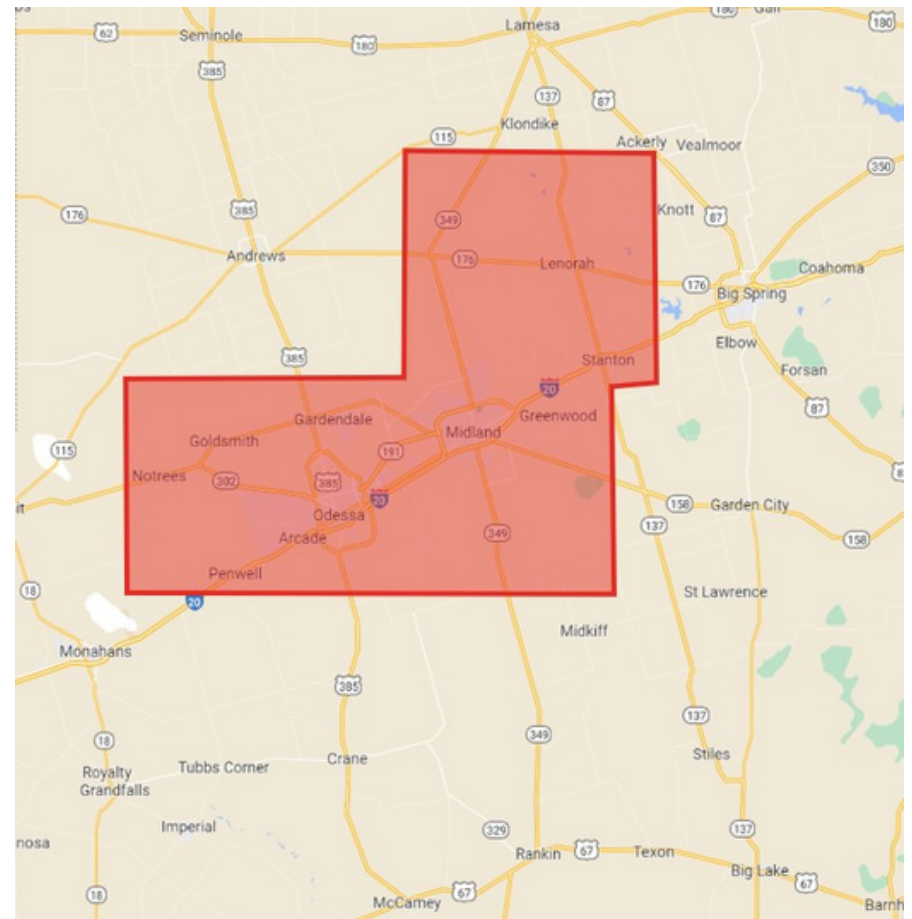 Lamesa
62
Seminole
180
180
385
137
87
Klondike
115
Ackerly
Vealmoor
350
176
385
349
Knott
87
Andrews
176
Lenorah
Coahoma
176
Big Spring
Elbow
385
Stanton
Forsan
20
87
Gardendale
Greenwood
Goldsmith
Midland
115
191
Notrees
302
385
20
Odessa
158
Garden City
Arcade
349
137
158
Penwell
18
20
St Lawrence
Midkiff
Monahans
385
137
18
349
Crane
Stiles
Royalty
Tubbs Corner
Grandfalls
Imperial
329
137
nosa
Rankin
67
Texon
Big Lake
18
67
67
McCamey
Barnh